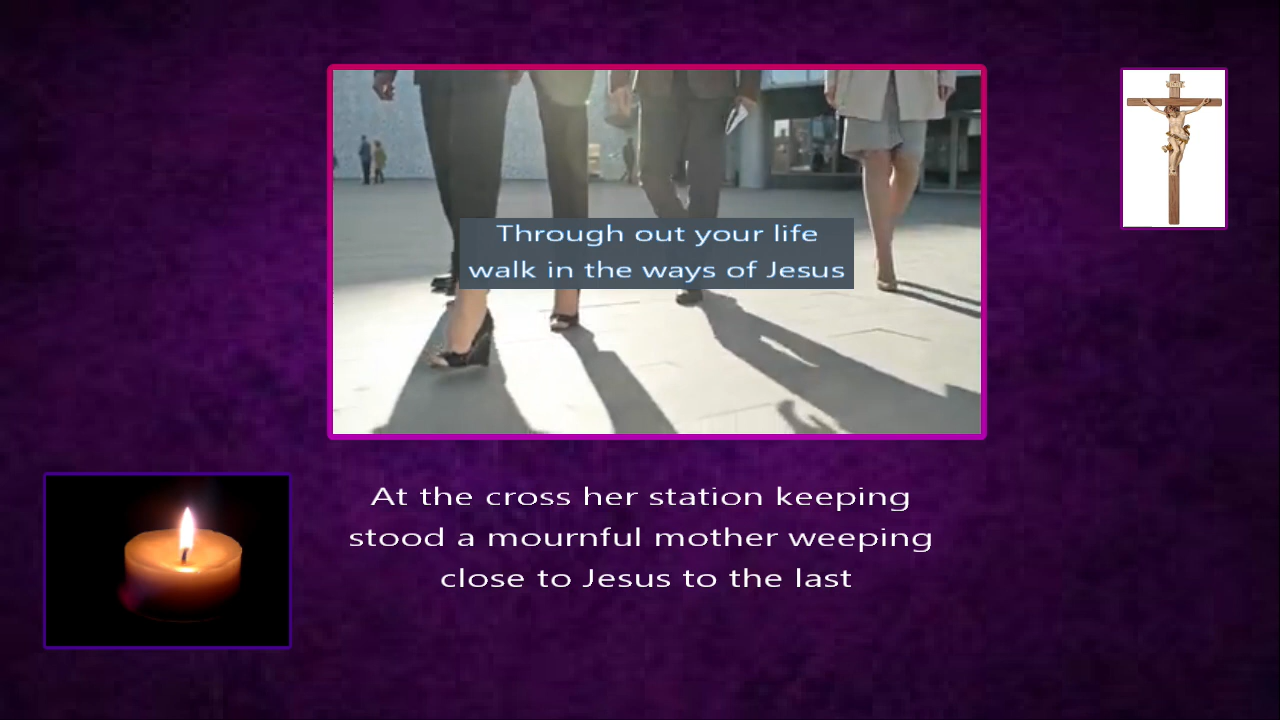 Through out your life
walk in the ways of Jesus
At the cross her station keeping
stood a mournful mother weeping
close to Jesus to the last